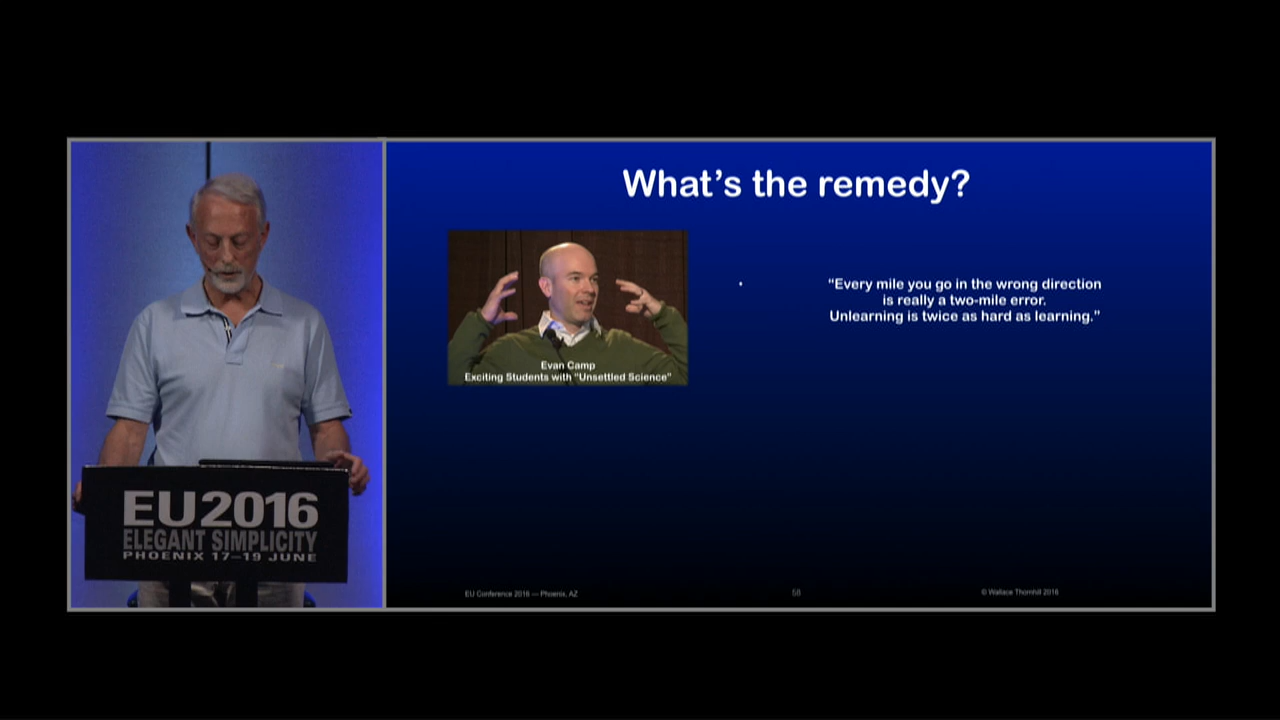 What's the remedy?
Evan Camp
Exciting Students with "Unsettled Science"
• "Every mile you go in the wrong direction
is really a two-mile error.
Unlearning is twice as hard as learning."
EU2016
ELEGANT SIMPLICITY
PHOENIX 17–19 JUNE
EU Conference 2016 — Phoenix, AZ
58
© Wallace Thornhill 2016